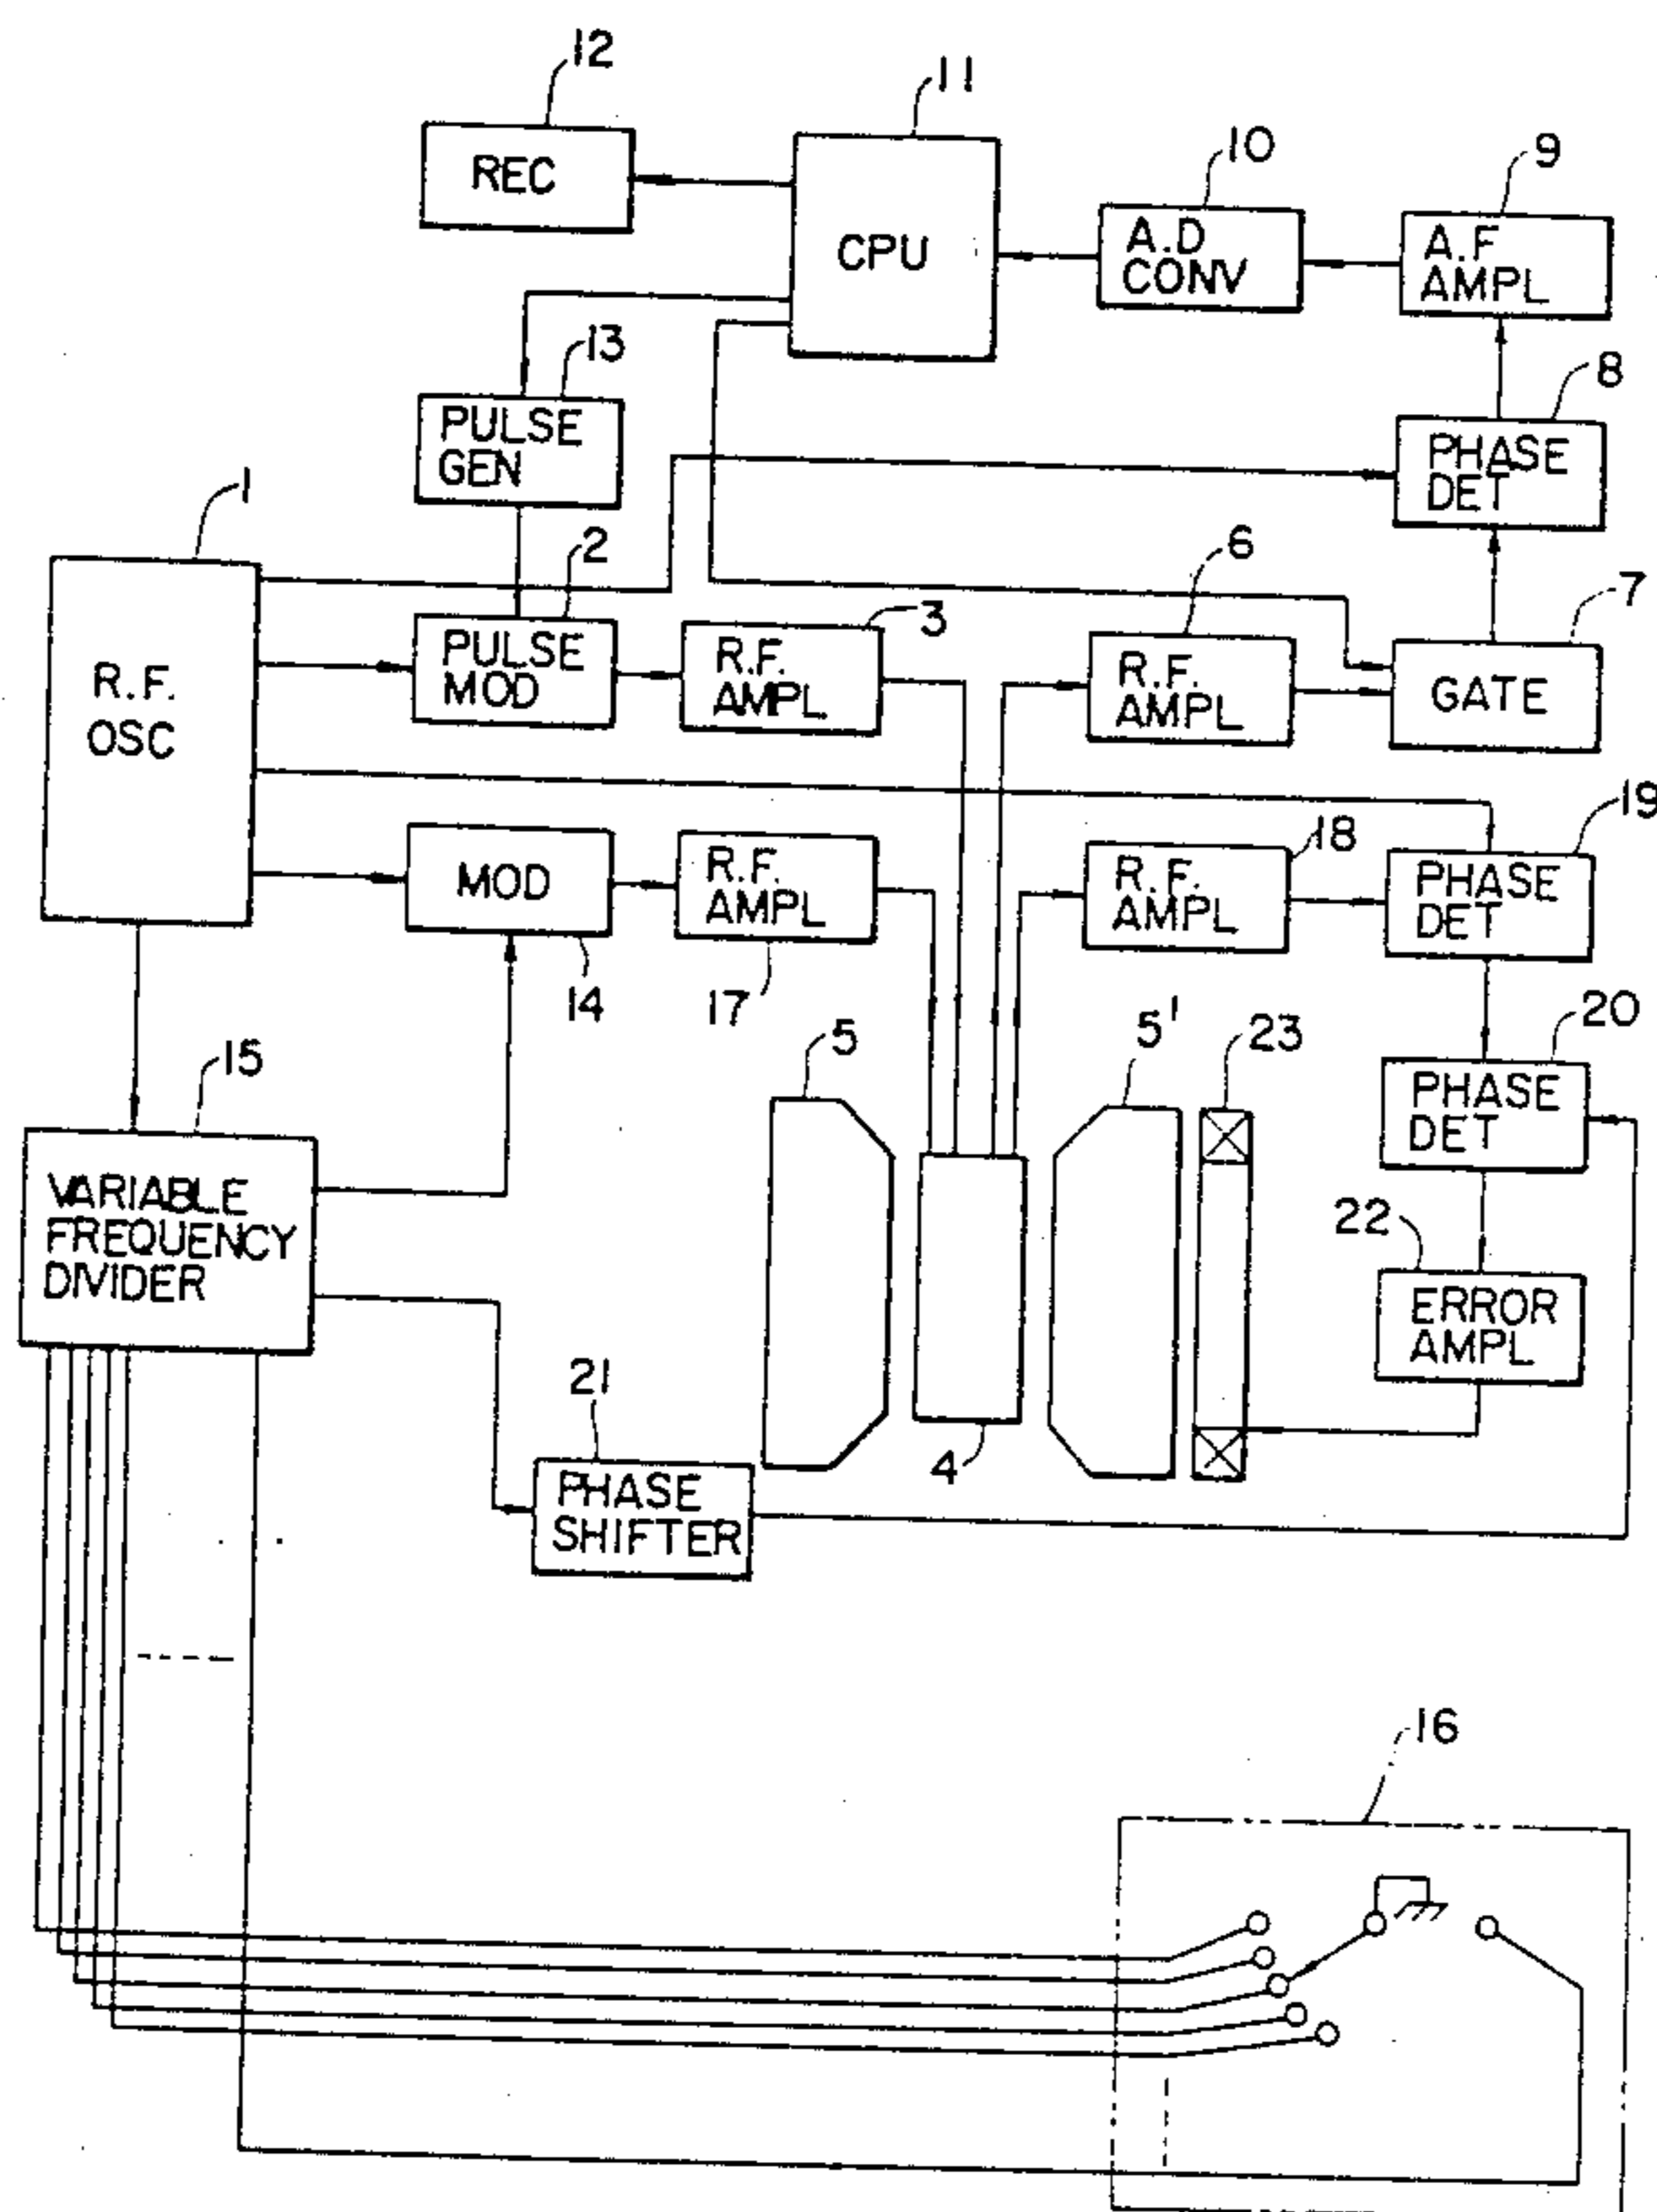 12
11
REC
CPU
10
A.D
CONV
9
A.F
AMPL
13
PULSE
GEN
8
PHASE
DET
1
R.F.
OSC
2
PULSE
MOD
3
R.F.
AMPL
6
R.F.
AMPL
7
GATE
MOD
14
R.F.
AMPL
17
18
R.F.
AMPL
19
PHASE
DET
15
VARIABLE
FREQUENCY
DIVIDER
5
5'
23
20
PHASE
DET
22
ERROR
AMPL
4
21
PHASE
SHIFTER
16